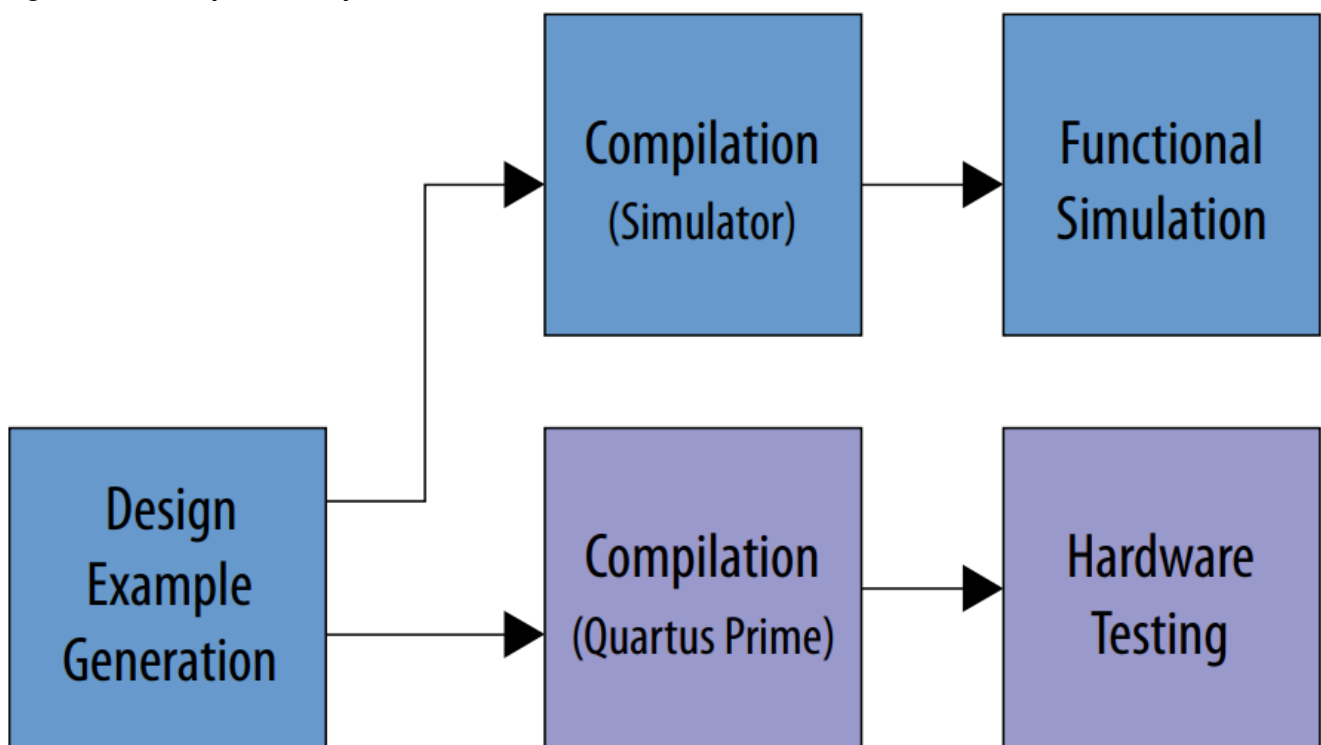 Compilation
(Simulator)
Functional
Simulation
Design
Example
Generation
Compilation
(Quartus Prime)
Hardware
Testing